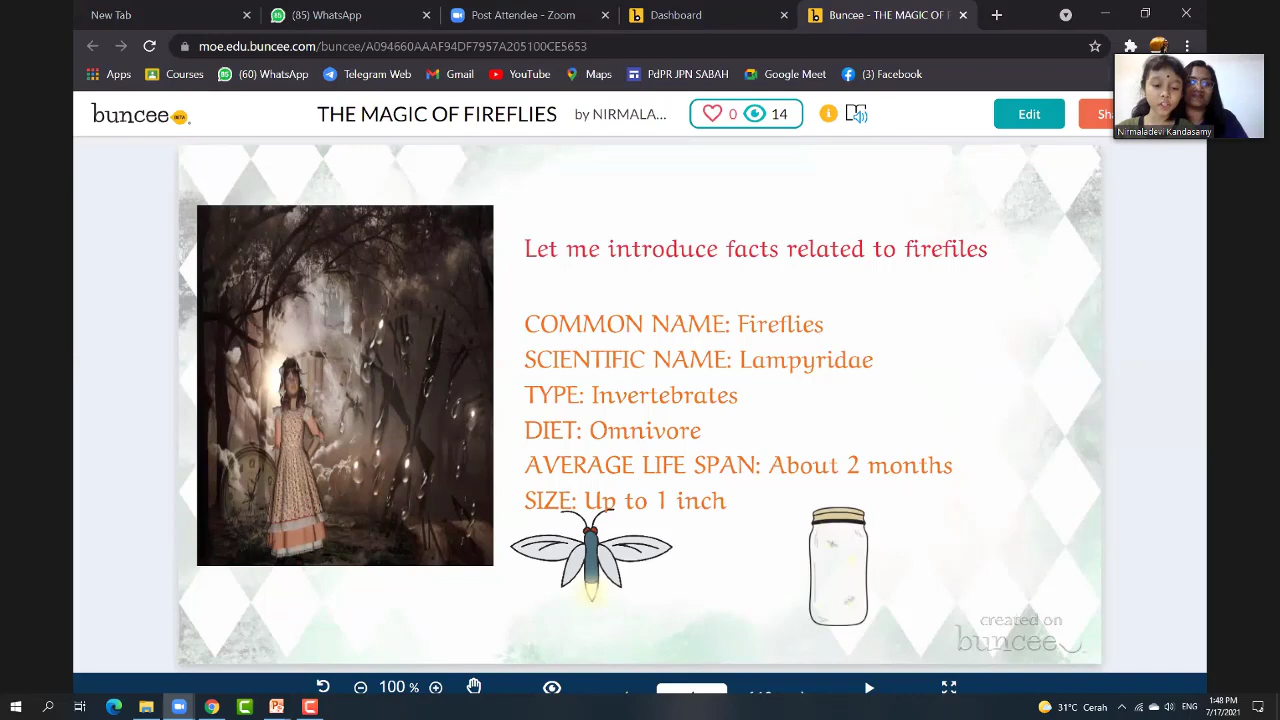 New Tab
(85) WhatsApp
Post Attendee - Zoom
Dashboard
Buncee - THE MAGIC OF F
moe.edu.buncee.com/buncee/A094660AAAF94DF7957A205100CE5653
Apps
Courses
(60) WhatsApp
Telegram Web
Gmail
YouTube
Maps
PdPR JPN SABAH
Google Meet
(3) Facebook
buncee BETA
THE MAGIC OF FIREFLIES
by NIRMALA...
0
14
Edit
Sh
Nirmaladevi Kandasamy
Let me introduce facts related to firefiles
COMMON NAME: Fireflies
SCIENTIFIC NAME: Lampyridae
TYPE: Invertebrates
DIET: Omnivore
AVERAGE LIFE SPAN: About 2 months
SIZE: Up to 1 inch
created on
buncee
100 %
31°C Cerah
ENG
1:48 PM
7/17/2021